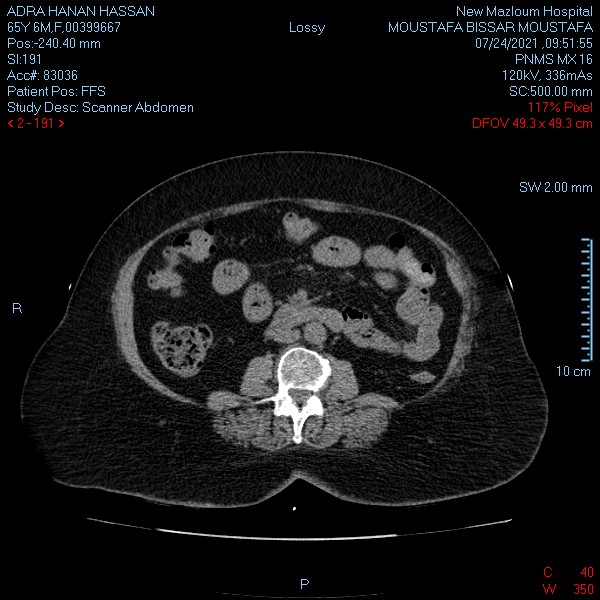 ADRA HANAN HASSAN
65Y 6M,F,00399667
Pos:-240.40 mm
SI:191
Acc#: 83036
Patient Pos: FFS
Study Desc: Scanner Abdomen
< 2 - 191 >
Lossy
New Mazloum Hospital
MOUSTAFA BISSAR MOUSTAFA
07/24/2021 ,09:51:55
PNMS MX 16
120kV, 336mAs
SC:500.00 mm
117% Pixel
DFOV 49.3 x 49.3 cm
SW 2.00 mm
R
10 cm
P
C 40
W 350